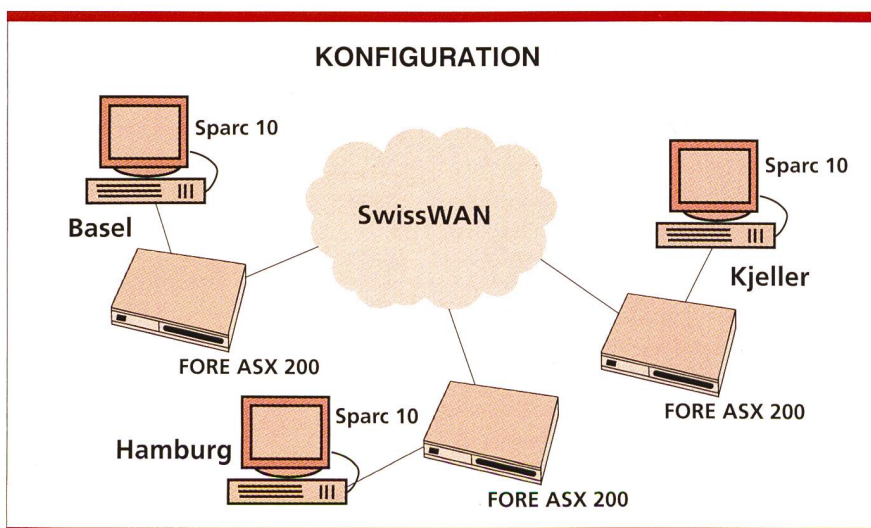 KONFIGURATION
Sparc 10
Basel
FORE ASX 200
SwissWAN
Sparc 10
Kjeller
FORE ASX 200
Sparc 10
Hamburg
FORE ASX 200